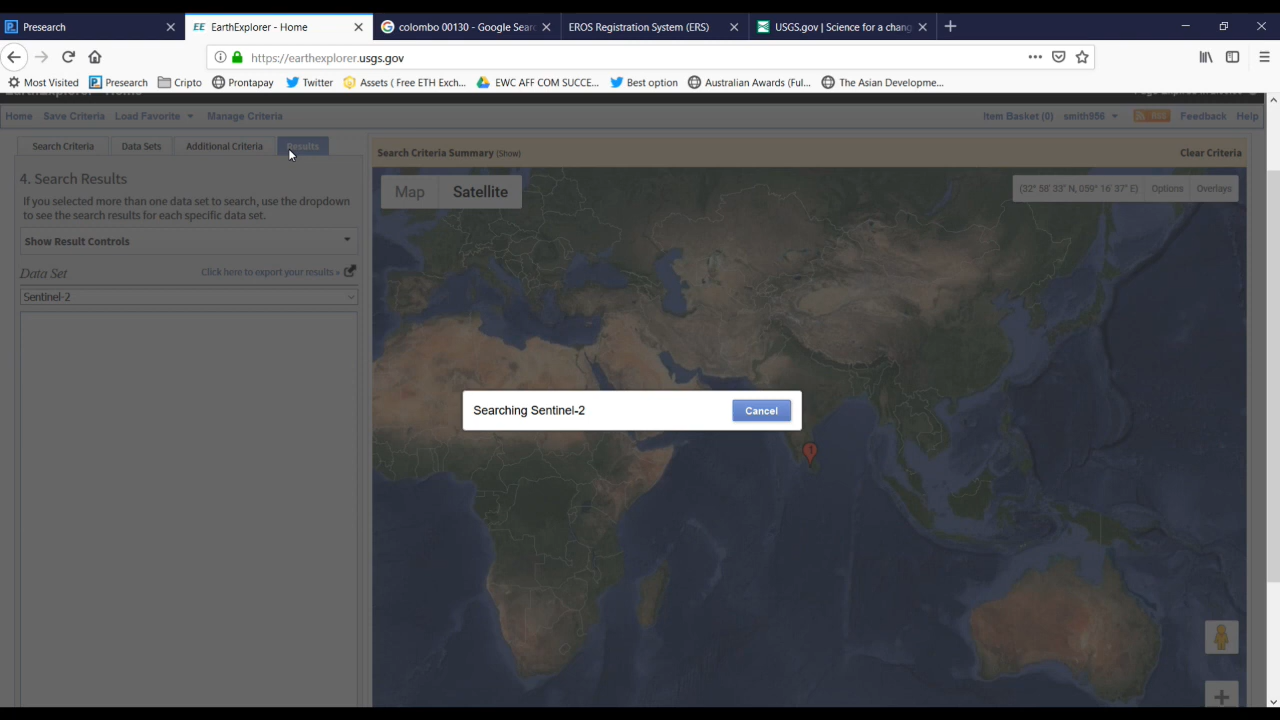 Presearch
EarthExplorer - Home
colombo 00130 - Google Sear
EROS Registration System (ERS)
USGS.gov | Science for a chang
https://earthexplorer.usgs.gov
Most Visited
Presearch
Cripto
Prontapay
Twitter
Assets ( Free ETH Exch...
EWC AFF COM SUCCE...
Best option
Australian Awards (Ful...
The Asian Developme...
Home
Save Criteria
Load Favorite
Manage Criteria
Item Basket (0)
smith956
RSS
Feedback
Help
Search Criteria
Data Sets
Additional Criteria
Results
Search Criteria Summary (Show)
Clear Criteria
4. Search Results
If you selected more than one data set to search, use the dropdown
to see the search results for each specific data set.
Show Result Controls
Data Set
Click here to export your results »
Sentinel-2
Map
Satellite
(32° 58' 33" N, 059° 16' 37" E)
Options
Overlays
Searching Sentinel-2
Cancel
1